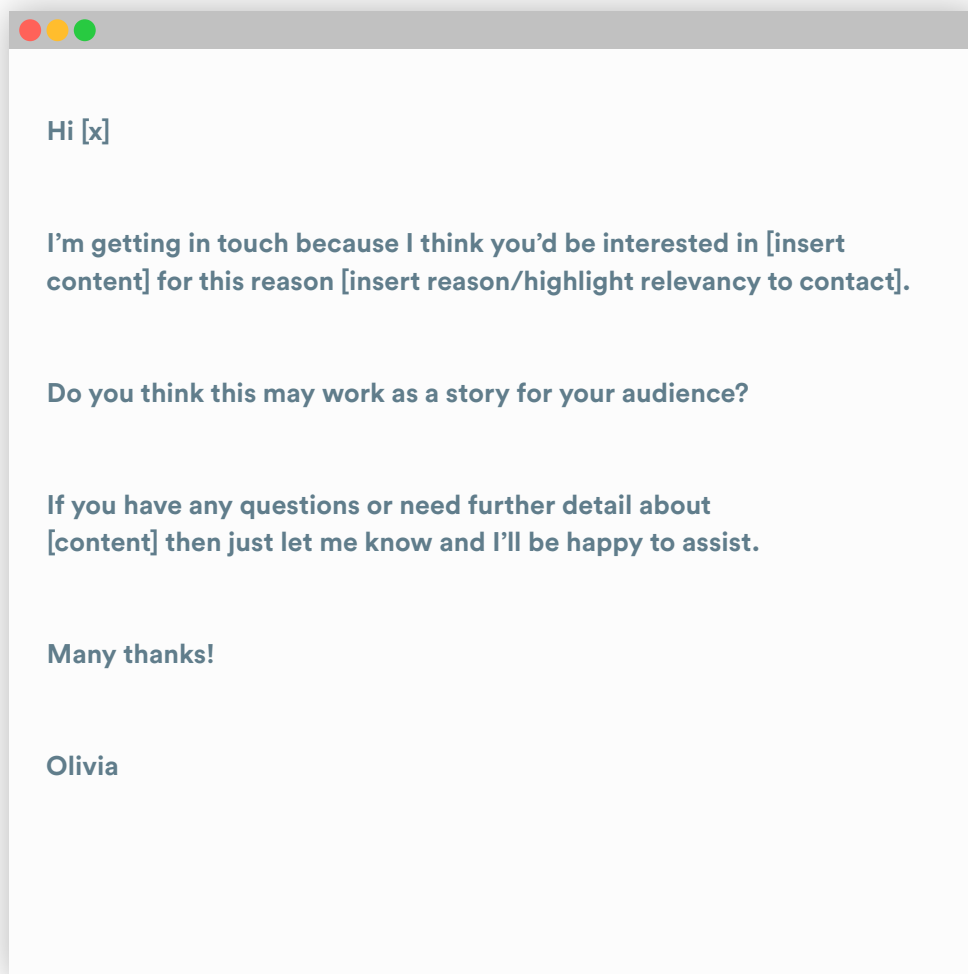 Hi [x]
I’m getting in touch because I think you’d be interested in [insert
content] for this reason [insert reason/highlight relevancy to contact].
Do you think this may work as a story for your audience?
If you have any questions or need further detail about
[content] then just let me know and I’ll be happy to assist.
Many thanks!
Olivia